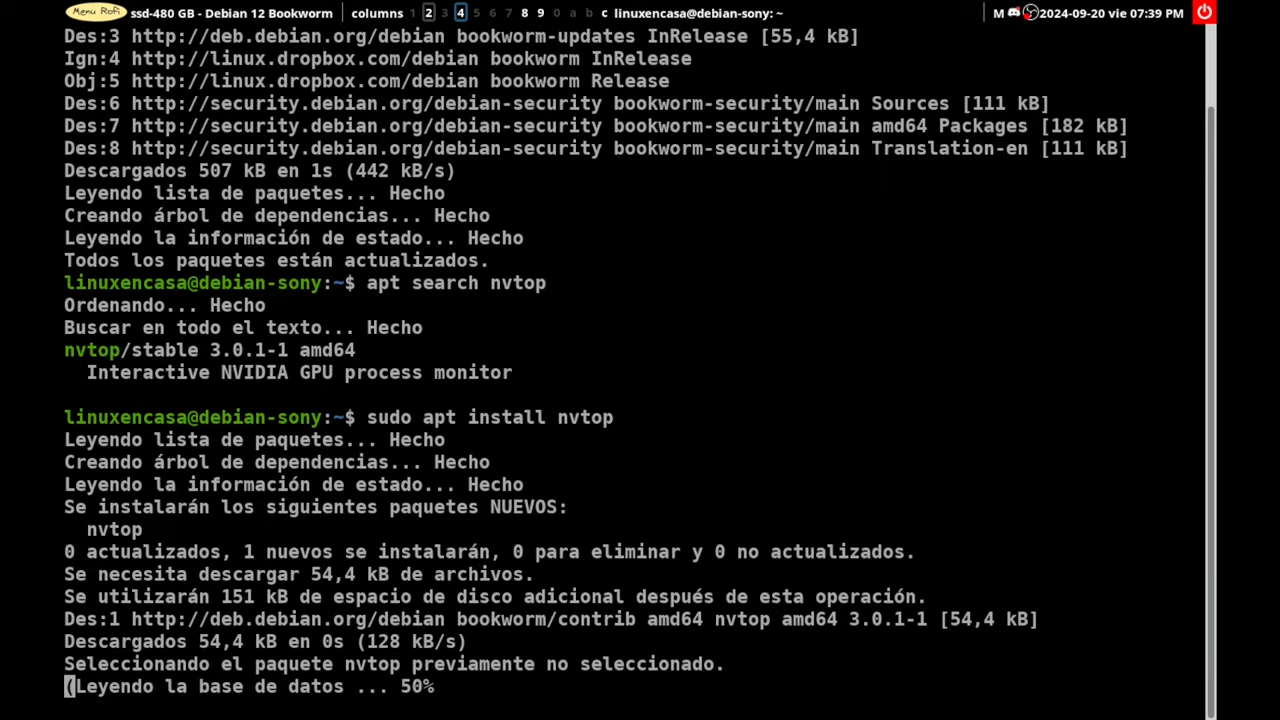 Menu Rofi ssd-480 GB - Debian 12 Bookworm columns 1 2 3 4 5 6 7 8 9 0 a b c linuxencasa@debian-sony: ~ M 2024-09-20 vie 07:39 PM
Des:3 http://deb.debian.org/debian bookworm-updates InRelease [55,4 kB]
Ign:4 http://linux.dropbox.com/debian bookworm InRelease
Obj:5 http://linux.dropbox.com/debian bookworm Release
Des:6 http://security.debian.org/debian-security bookworm-security/main Sources [111 kB]
Des:7 http://security.debian.org/debian-security bookworm-security/main amd64 Packages [182 kB]
Des:8 http://security.debian.org/debian-security bookworm-security/main Translation-en [111 kB]
Descargados 507 kB en 1s (442 kB/s)
Leyendo lista de paquetes... Hecho
Creando árbol de dependencias... Hecho
Leyendo la información de estado... Hecho
Todos los paquetes están actualizados.
linuxencasa@debian-sony:~$ apt search nvtop
Ordenando... Hecho
Buscar en todo el texto... Hecho
nvtop/stable 3.0.1-1 amd64
  Interactive NVIDIA GPU process monitor
linuxencasa@debian-sony:~$ sudo apt install nvtop
Leyendo lista de paquetes... Hecho
Creando árbol de dependencias... Hecho
Leyendo la información de estado... Hecho
Se instalarán los siguientes paquetes NUEVOS:
  nvtop
0 actualizados, 1 nuevos se instalarán, 0 para eliminar y 0 no actualizados.
Se necesita descargar 54,4 kB de archivos.
Se utilizarán 151 kB de espacio de disco adicional después de esta operación.
Des:1 http://deb.debian.org/debian bookworm/contrib amd64 nvtop amd64 3.0.1-1 [54,4 kB]
Descargados 54,4 kB en 0s (128 kB/s)
Seleccionando el paquete nvtop previamente no seleccionado.
(Leyendo la base de datos ... 50%